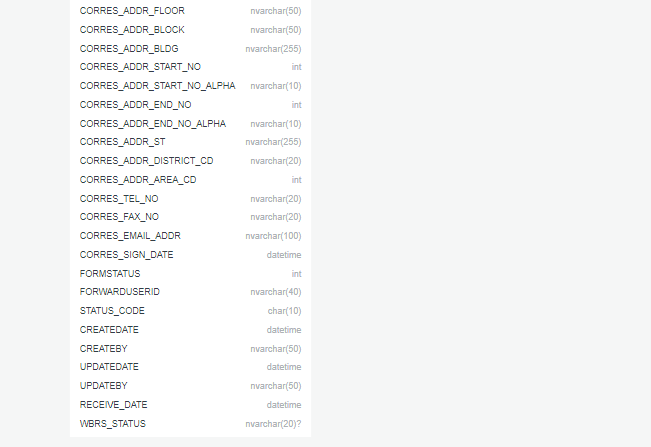 CORRES_ADDR_FLOOR nvarchar(50)
CORRES_ADDR_BLOCK nvarchar(50)
CORRES_ADDR_BLDG nvarchar(255)
CORRES_ADDR_START_NO int
CORRES_ADDR_START_NO_ALPHA nvarchar(10)
CORRES_ADDR_END_NO int
CORRES_ADDR_END_NO_ALPHA nvarchar(10)
CORRES_ADDR_ST nvarchar(255)
CORRES_ADDR_DISTRICT_CD nvarchar(20)
CORRES_ADDR_AREA_CD int
CORRES_TEL_NO nvarchar(20)
CORRES_FAX_NO nvarchar(20)
CORRES_EMAIL_ADDR nvarchar(100)
CORRES_SIGN_DATE datetime
FORMSTATUS int
FORWARDUSERID nvarchar(40)
STATUS_CODE char(10)
CREATEDATE datetime
CREATEBY nvarchar(50)
UPDATEDATE datetime
UPDATEBY nvarchar(50)
RECEIVE_DATE datetime
WBRS_STATUS nvarchar(20)?